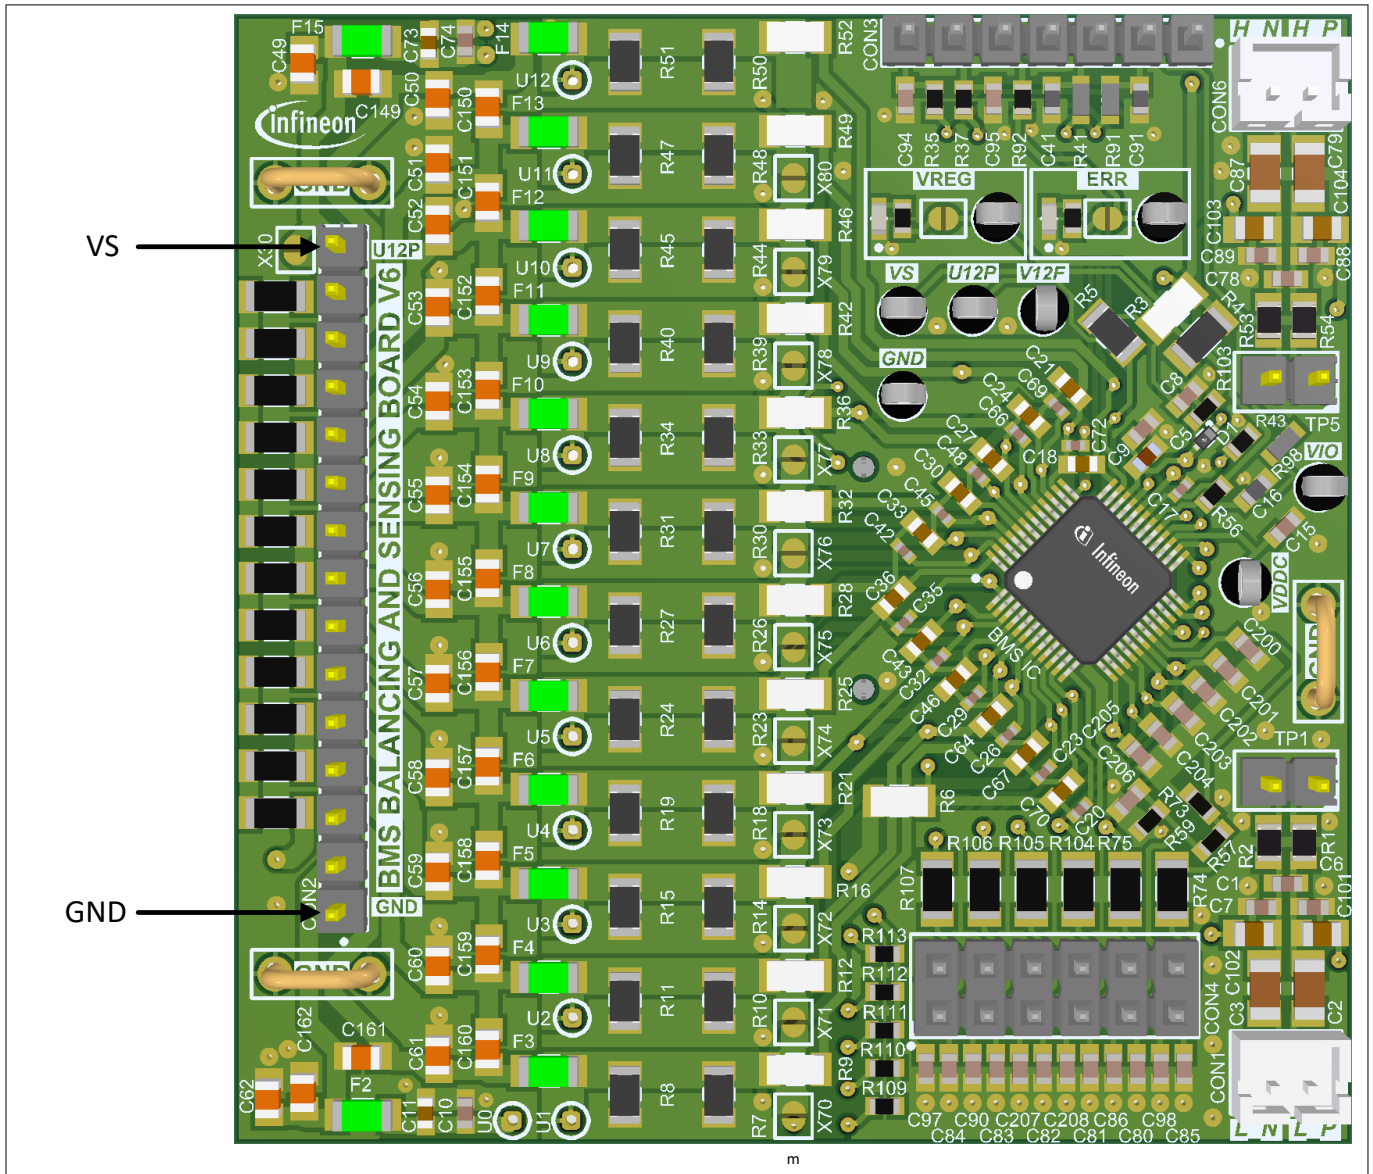 F15
C49
C149
C73
C74
F14
R52
CON3
H N H P
CON6
infineon
C50
C150
F13
U12
R51
R50
C94
R35
R37
C95
R92
C41
R41
R91
C91
C87
C79
C104
C51
C151
F12
U11
R47
R48
R49
X80
VREG
ERR
GND
C52
C103
C89
C78
C88
VS
X30
U12P
BMS BALANCING AND SENSING BOARD V6
F11
U10
R45
R44
R46
X79
VS
U12P
V12F
R5
R3
R4
R53
R54
C53
C152
F10
U9
R40
R39
R42
X78
GND
C21
C69
C24
C66
C8
R103
R43
TP5
C54
C153
F9
U8
R34
R33
R36
X77
C27
C48
C18
C72
C9
C5
R98
VIO
C55
C154
F8
U7
R31
R30
R32
X76
C30
C45
C33
C42
C17
R56
C16
C15
infineon
BMS IC
VDDC
GND
C56
C155
F7
U6
R27
R26
R28
X75
C36
C35
C43
C32
C200
C201
C202
C57
C156
F6
U5
R24
R23
R25
X74
C46
C29
C64
C26
C67
C23
C70
C20
C205
C203
C206
C204
TP1
C58
C157
F5
U4
R19
R18
R21
X73
R6
R73
R59
R57
R2
R1
C59
C158
F4
U3
R15
R14
R16
X72
R107
R106
R105
R104
R75
R74
C1
C7
C6
C101
GND
CON2
GND
GND
C60
C159
F3
U2
R11
R10
R12
X71
R113
R112
R111
R110
R109
CON4
C102
C3
C2
C162
C161
C62
F2
C61
C160
C11
C10
U0
U1
R8
R7
R9
X70
CON1
C97
C90
C207
C208
C86
C98
C84
C83
C82
C81
C80
C85
L N L P
m